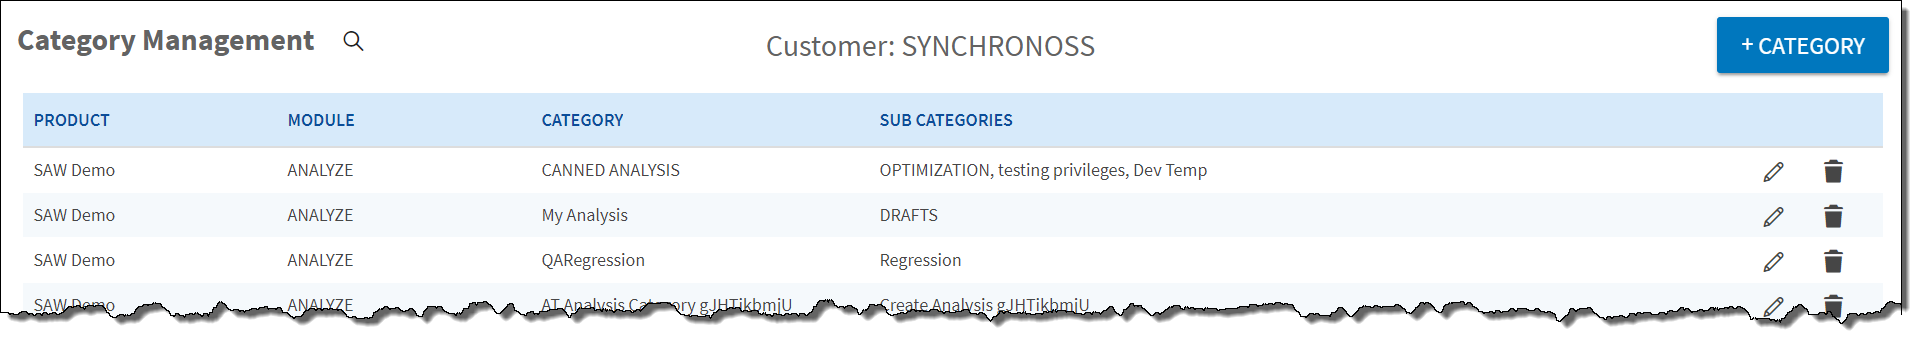 Category Management
Customer: SYNCHRONOSS
+ CATEGORY
PRODUCT MODULE CATEGORY SUB CATEGORIES
SAW Demo ANALYZE CANNED ANALYSIS OPTIMIZATION, testing privileges, Dev Temp
SAW Demo ANALYZE My Analysis DRAFTS
SAW Demo ANALYZE QARegression Regression
SAW Demo ANALYZE AT Analysis Category gJHTikbmjU Create Analysis gJHTikbmjU